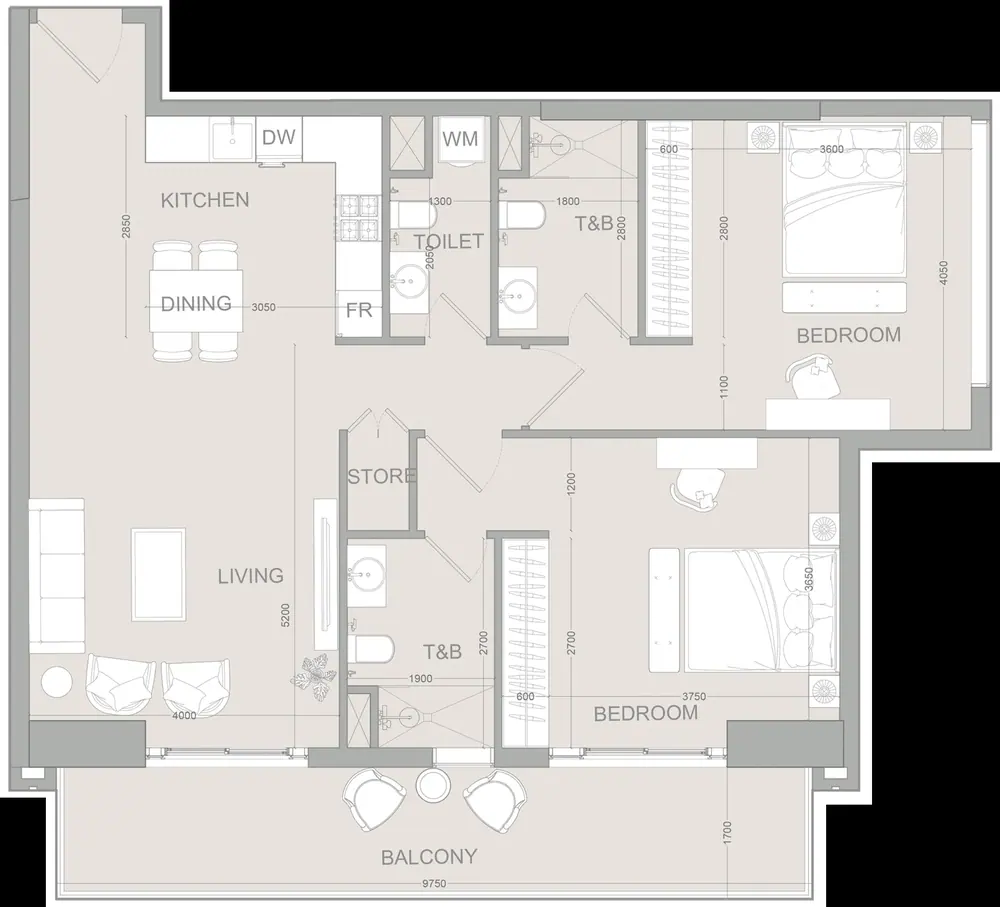 DW
WM
600
3600
KITCHEN
1300
1800
TOILET
T&B
2850
2050
2800
2800
4050
DINING
3050
FR
BEDROOM
1100
STORE
1200
LIVING
5200
T&B
2700
2700
3650
1900
600
3750
4000
BEDROOM
1700
BALCONY
9750